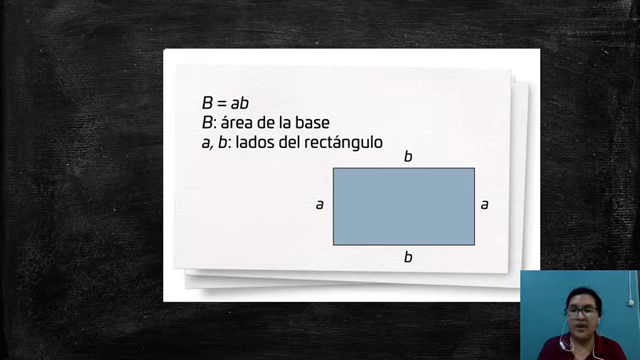 B = ab
B: área de la base
a, b: lados del rectángulo
b
a
a
b